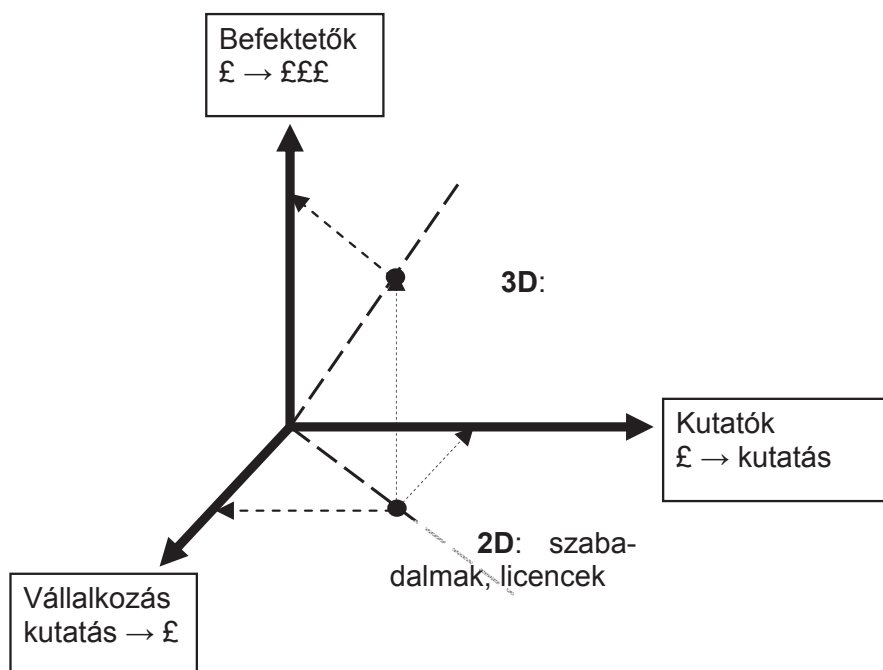 Befektetők
£ → £££
3D:
Kutatók
£ → kutatás
2D: szaba-
dalmak, licencek
Vállalkozás
kutatás → £